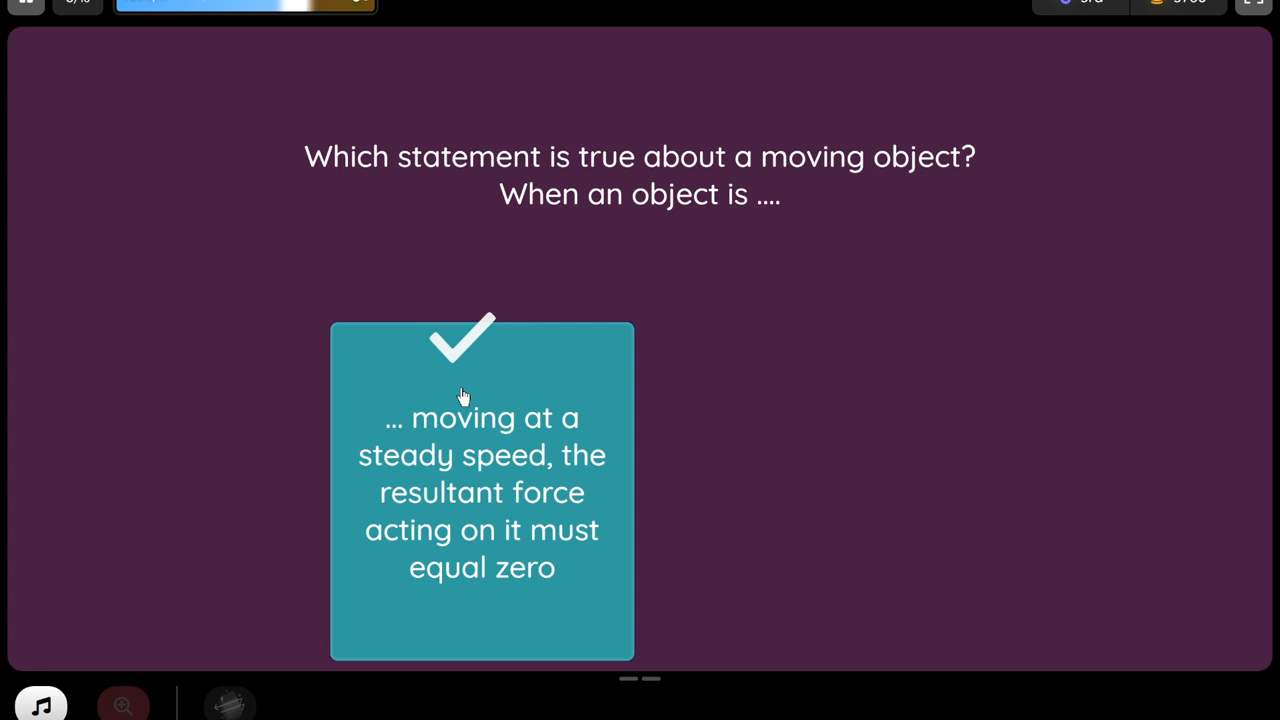 Which statement is true about a moving object?
When an object is ....
... moving at a
steady speed, the
resultant force
acting on it must
equal zero